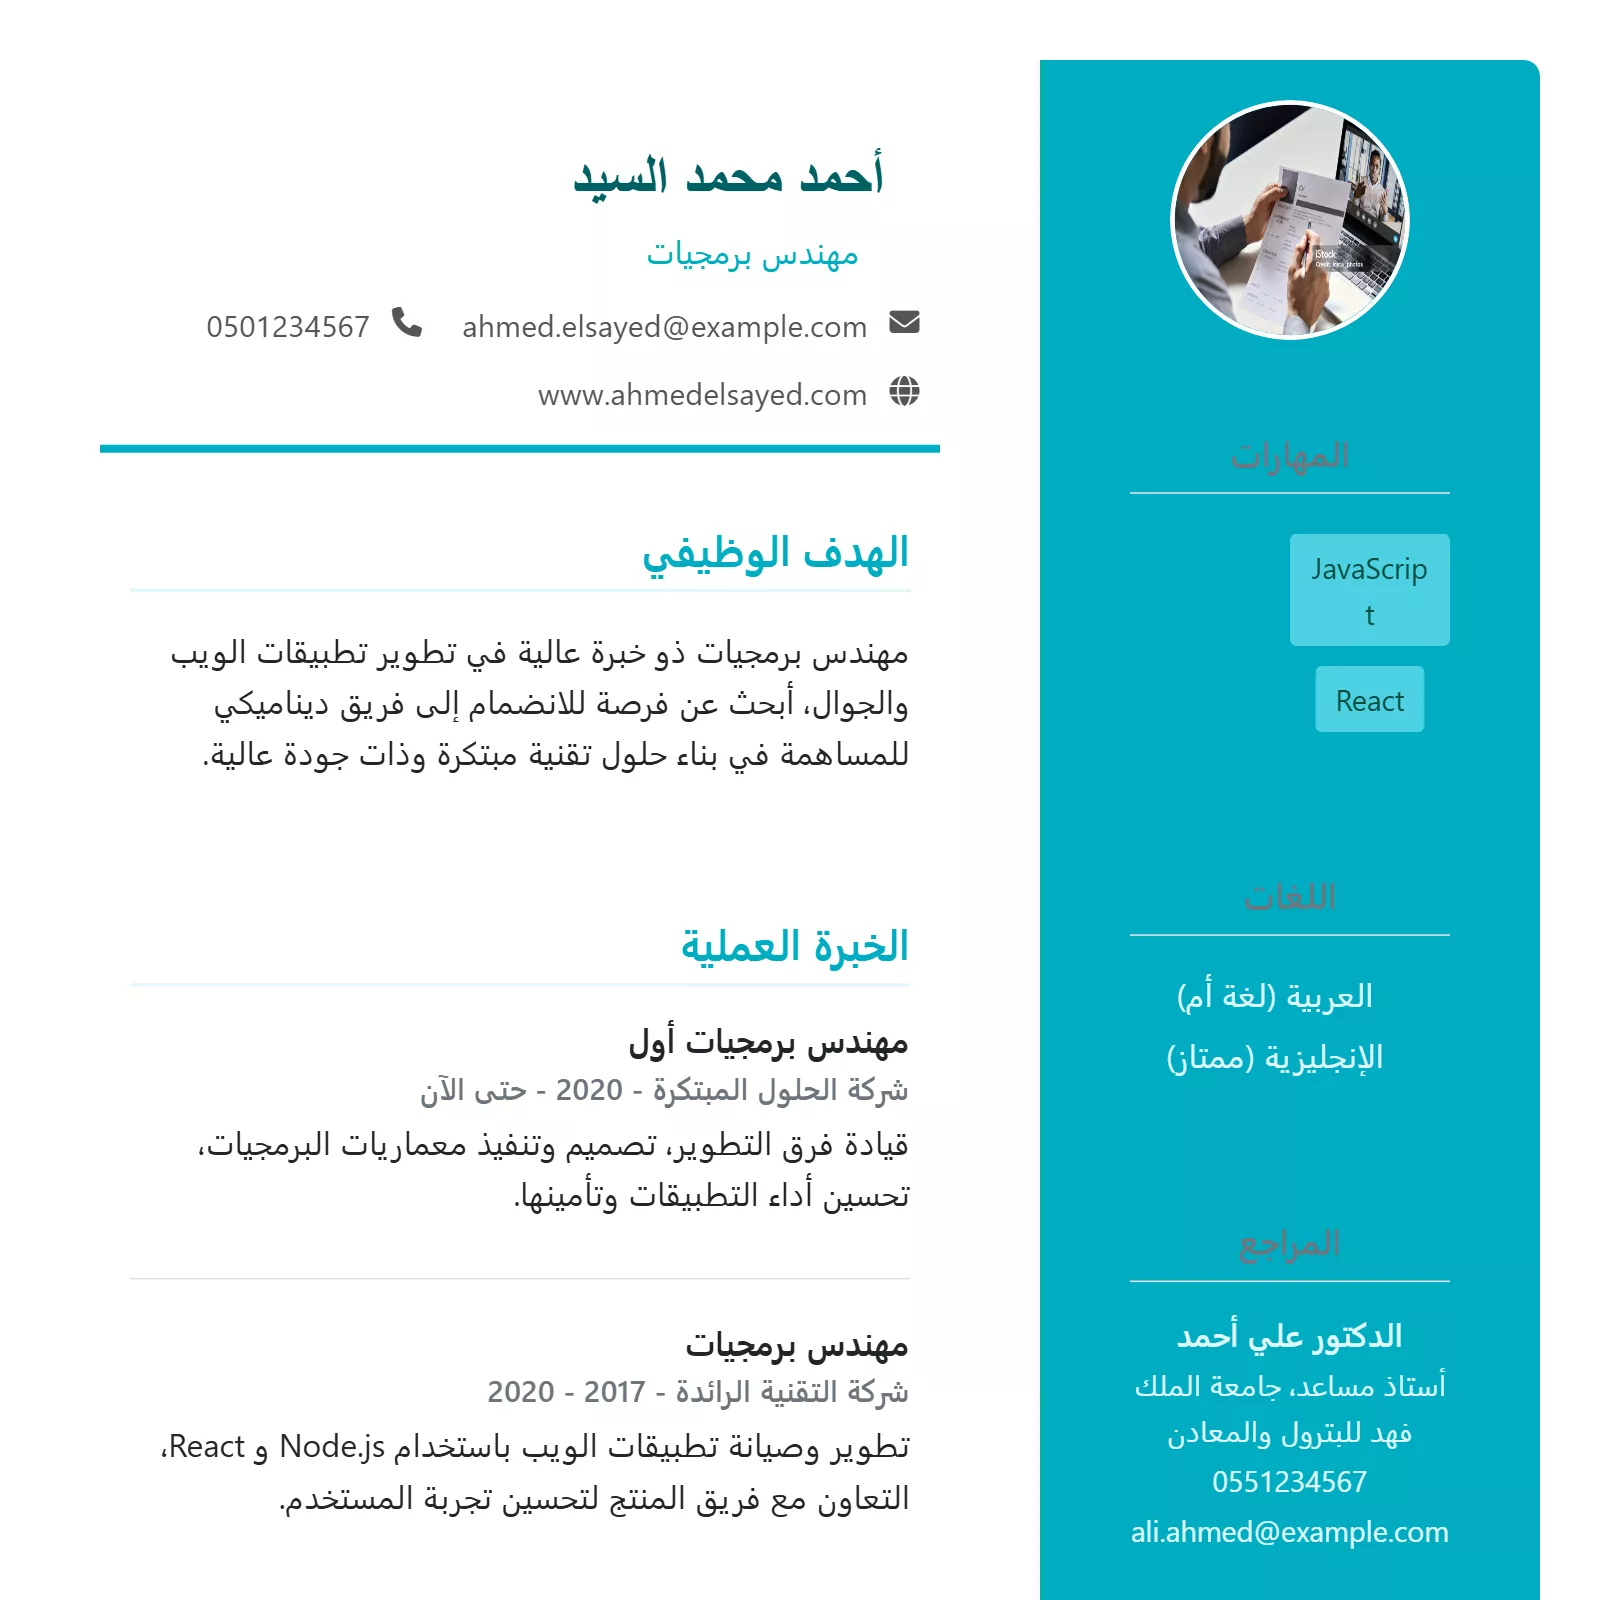 أحمد محمد السيد
مهندس برمجيات
ahmed.elsayed@example.com 0501234567
www.ahmedelsayed.com
الهدف الوظيفي
مهندس برمجيات ذو خبرة عالية في تطوير تطبيقات الويب
والجوال، أبحث عن فرصة للانضمام إلى فريق ديناميكي
للمساهمة في بناء حلول تقنية مبتكرة وذات جودة عالية.
الخبرة العملية
مهندس برمجيات أول
شركة الحلول المبتكرة - 2020 - حتى الآن
قيادة فرق التطوير، تصميم وتنفيذ معماريات البرمجيات،
تحسين أداء التطبيقات وتأمينها.
مهندس برمجيات
شركة التقنية الرائدة - 2017 - 2020
تطوير وصيانة تطبيقات الويب باستخدام Node.js و React،
التعاون مع فريق المنتج لتحسين تجربة المستخدم.
iStock
Credit: insta_photos
المهارات
JavaScrip
t
React
اللغات
العربية (لغة أم)
الإنجليزية (ممتاز)
المراجع
الدكتور علي أحمد
أستاذ مساعد، جامعة الملك
فهد للبترول والمعادن
0551234567
ali.ahmed@example.com